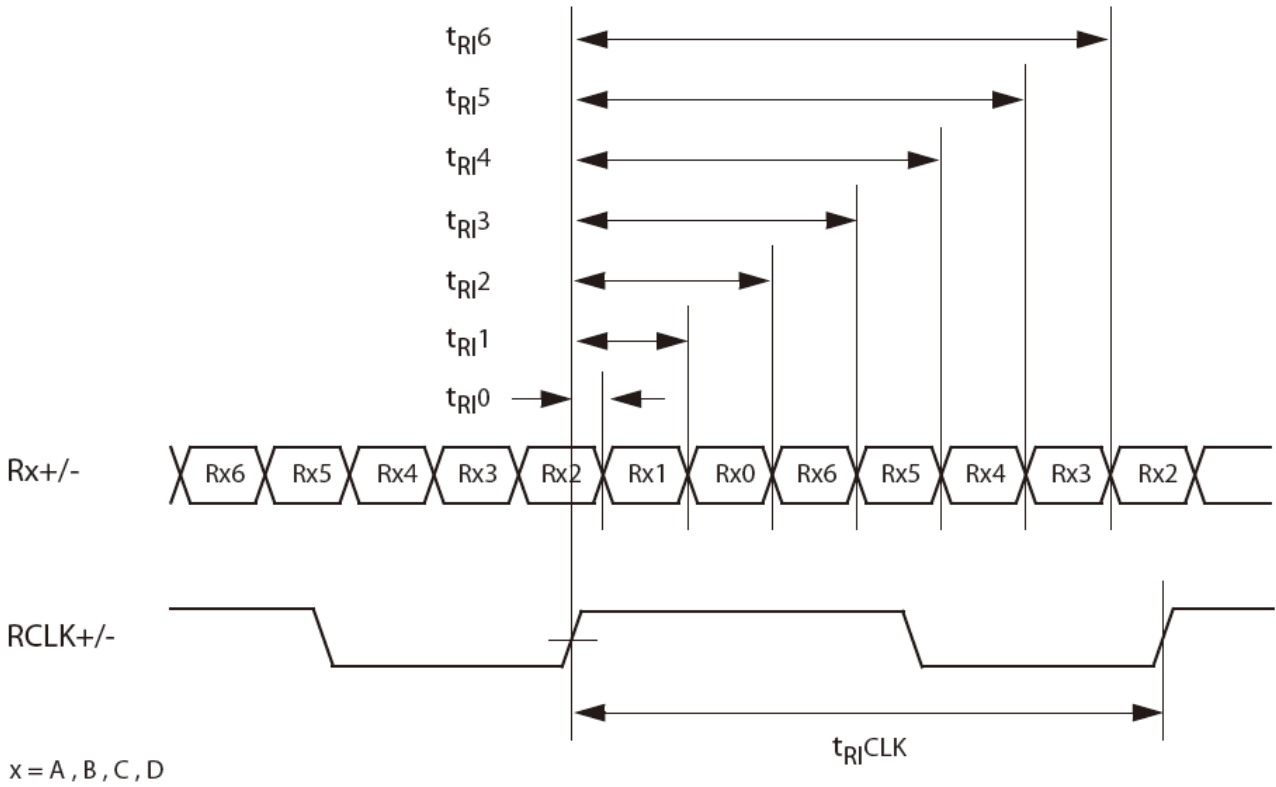 tRI6
tRI5
tRI4
tRI3
tRI2
tRI1
tRI0
Rx+/- Rx6 Rx5 Rx4 Rx3 Rx2 Rx1 Rx0 Rx6 Rx5 Rx4 Rx3 Rx2
RCLK+/-
tRICLK
x = A , B , C , D